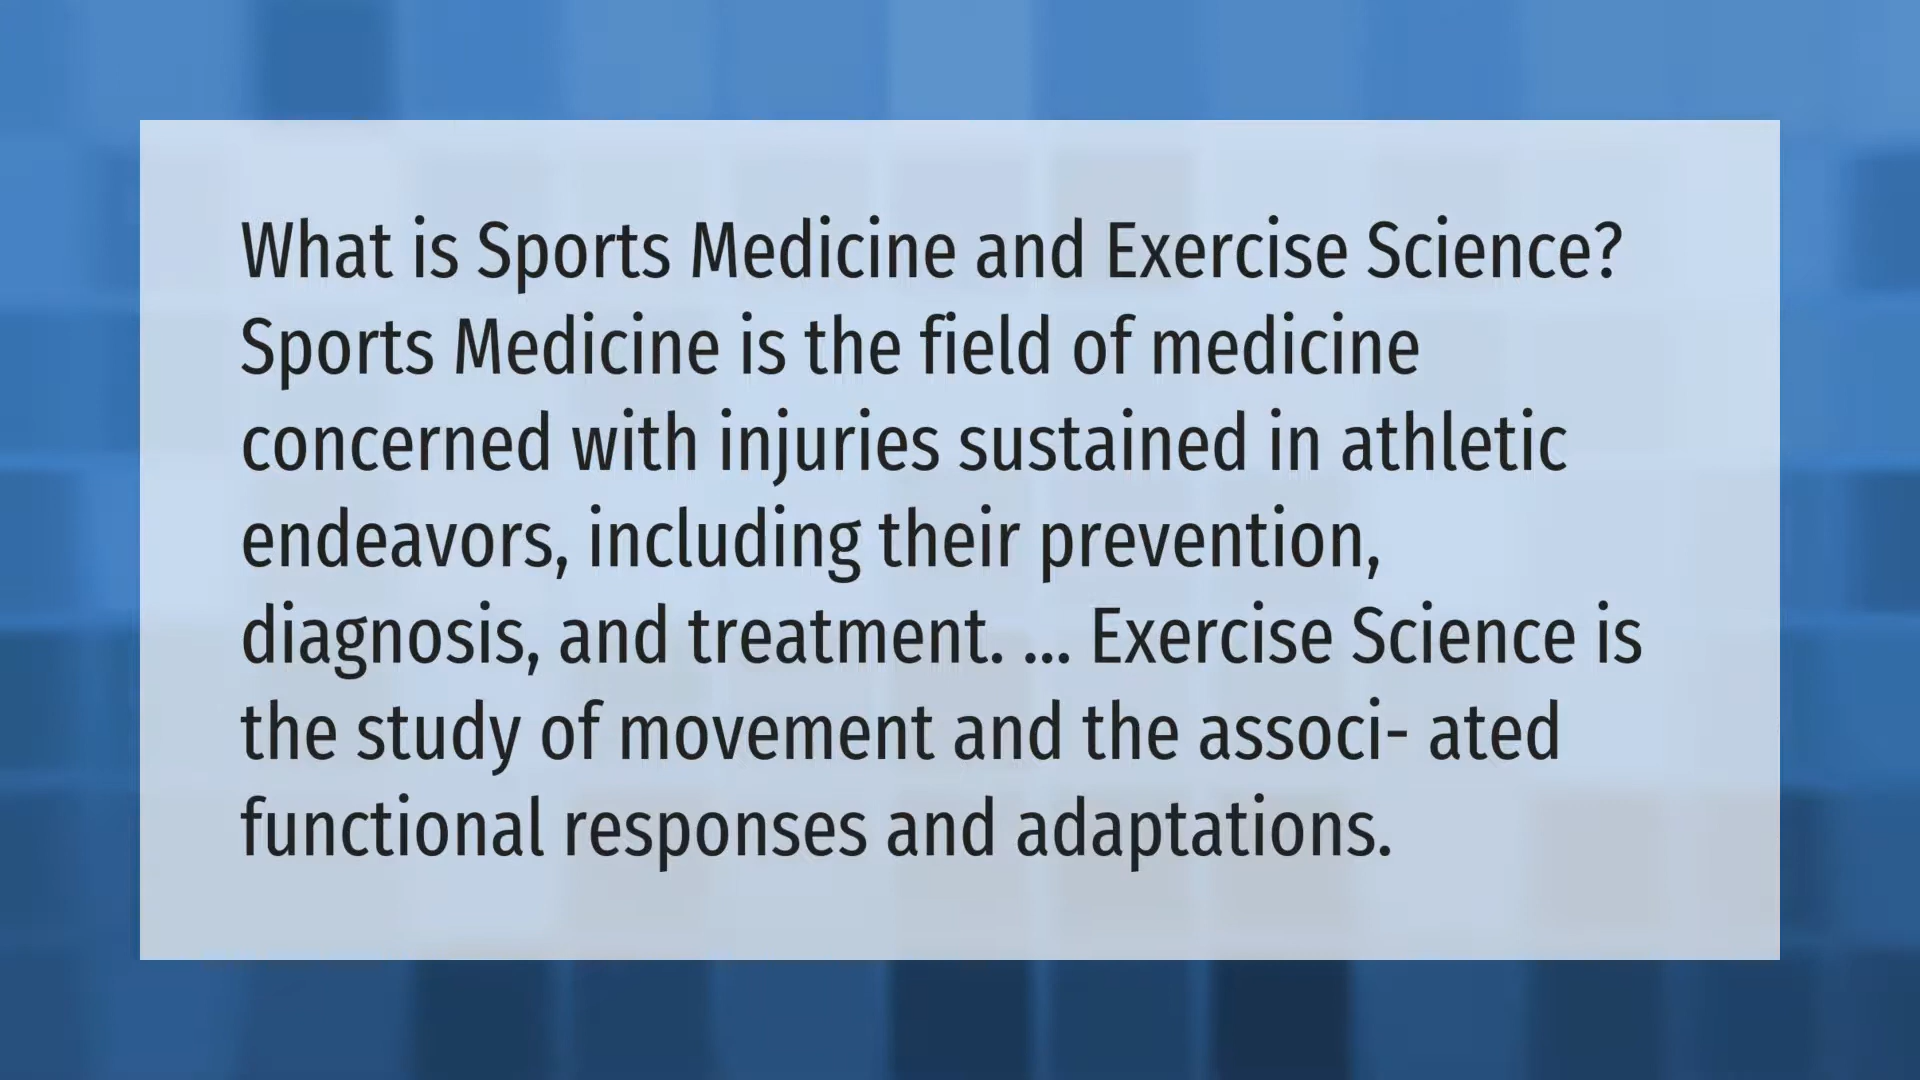 What is Sports Medicine and Exercise Science?
Sports Medicine is the field of medicine
concerned with injuries sustained in athletic
endeavors, including their prevention,
diagnosis, and treatment. ... Exercise Science is
the study of movement and the associ- ated
functional responses and adaptations.